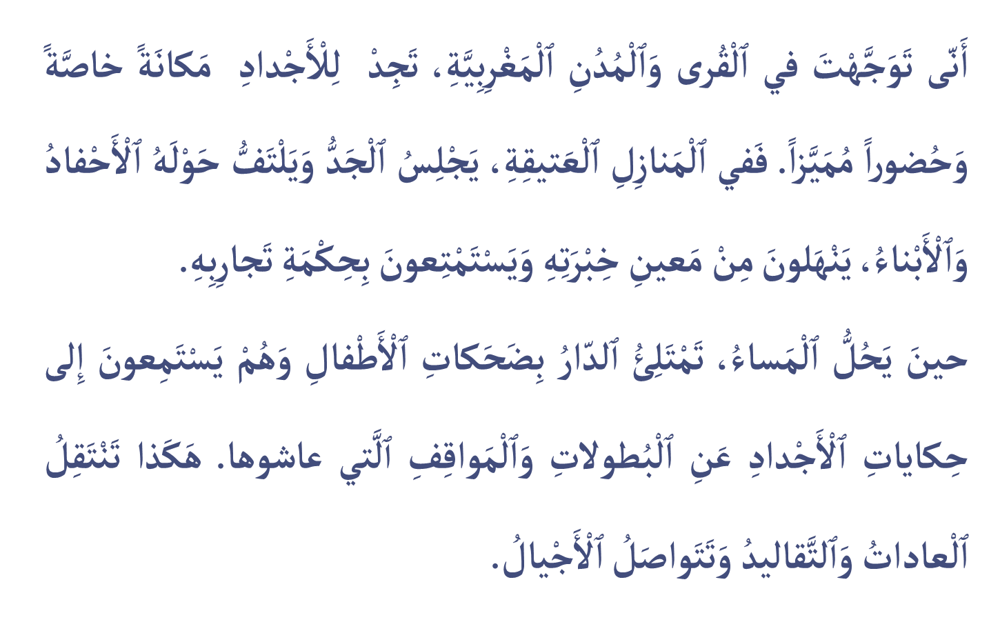 أَنّى تَوَجَّهْتَ في ٱلْقُرى وَٱلْمُدُنِ ٱلْمَغْرِبِيَّةِ، تَجِدْ لِلْأَجْدادِ مَكانَةً خاصَّةً
وَحُضوراً مُمَيَّزاً. فَفي ٱلْمَنازِلِ ٱلْعَتيقِةِ، يَجْلِسُ ٱلْجَدُّ وَيَلْتَفُّ حَوْلَهُ ٱلْأَحْفادُ
وَٱلْأَبْناءُ، يَنْهَلونَ مِنْ مَعينِ خِبْرَتِهِ وَيَسْتَمْتِعونَ بِحِكْمَةِ تَجارِبِهِ.
حينَ يَحُلُّ ٱلْمَساءُ، تَمْتَلِئُ ٱلدّارُ بِضَحَكاتِ ٱلْأَطْفالِ وَهُمْ يَسْتَمِعونَ إِلى
حِكاياتِ ٱلْأَجْدادِ عَنِ ٱلْبُطولاتِ وَٱلْمَواقِفِ ٱلَّتي عاشوها. هَكَذا تَنْتَقِلُ
ٱلْعاداتُ وَٱلتَّقاليدُ وَتَتَواصَلُ ٱلْأَجْيالُ.